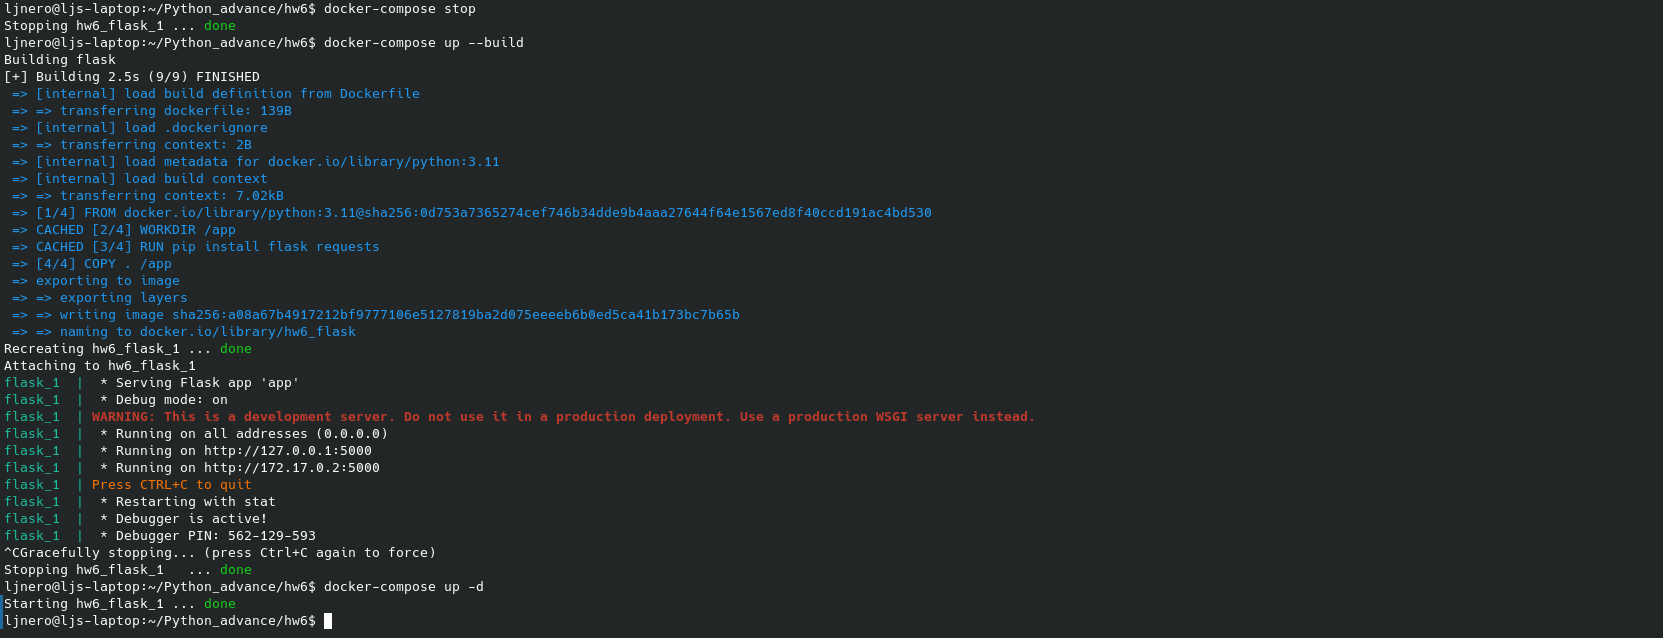 ljnero@ljs-laptop:~/Python_advance/hw6$ docker-compose stop
Stopping hw6_flask_1 ... done
ljnero@ljs-laptop:~/Python_advance/hw6$ docker-compose up --build
Building flask
[+] Building 2.5s (9/9) FINISHED
 => [internal] load build definition from Dockerfile
 => => transferring dockerfile: 139B
 => [internal] load .dockerignore
 => => transferring context: 2B
 => [internal] load metadata for docker.io/library/python:3.11
 => [internal] load build context
 => => transferring context: 7.02kB
 => [1/4] FROM docker.io/library/python:3.11@sha256:0d753a7365274cef746b34dde9b4aaa27644f64e1567ed8f40ccd191ac4bd530
 => CACHED [2/4] WORKDIR /app
 => CACHED [3/4] RUN pip install flask requests
 => [4/4] COPY . /app
 => exporting to image
 => => exporting layers
 => => writing image sha256:a08a67b4917212bf9777106e5127819ba2d075eeeeb6b0ed5ca41b173bc7b65b
 => => naming to docker.io/library/hw6_flask
Recreating hw6_flask_1 ... done
Attaching to hw6_flask_1
flask_1  |  * Serving Flask app 'app'
flask_1  |  * Debug mode: on
flask_1  | WARNING: This is a development server. Do not use it in a production deployment. Use a production WSGI server instead.
flask_1  |  * Running on all addresses (0.0.0.0)
flask_1  |  * Running on http://127.0.0.1:5000
flask_1  |  * Running on http://172.17.0.2:5000
flask_1  | Press CTRL+C to quit
flask_1  |  * Restarting with stat
flask_1  |  * Debugger is active!
flask_1  |  * Debugger PIN: 562-129-593
^CGracefully stopping... (press Ctrl+C again to force)
Stopping hw6_flask_1   ... done
ljnero@ljs-laptop:~/Python_advance/hw6$ docker-compose up -d
Starting hw6_flask_1 ... done
ljnero@ljs-laptop:~/Python_advance/hw6$